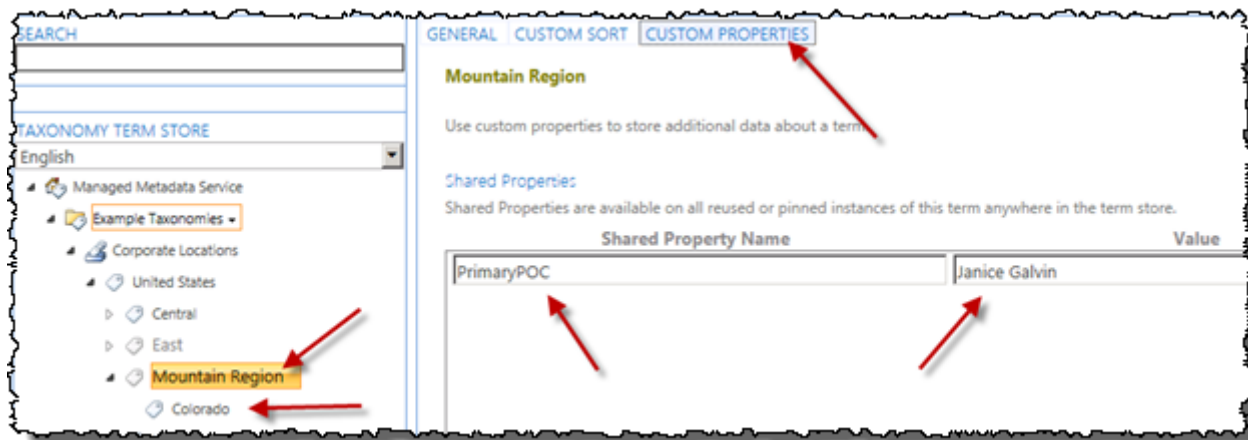 SEARCH
TAXONOMY TERM STORE
English
Managed Metadata Service
Example Taxonomies
Corporate Locations
United States
Central
East
Mountain Region
Colorado
GENERAL CUSTOM SORT CUSTOM PROPERTIES
Mountain Region
Use custom properties to store additional data about a term.
Shared Properties
Shared Properties are available on all reused or pinned instances of this term anywhere in the term store.
Shared Property Name Value
PrimaryPOC Janice Galvin